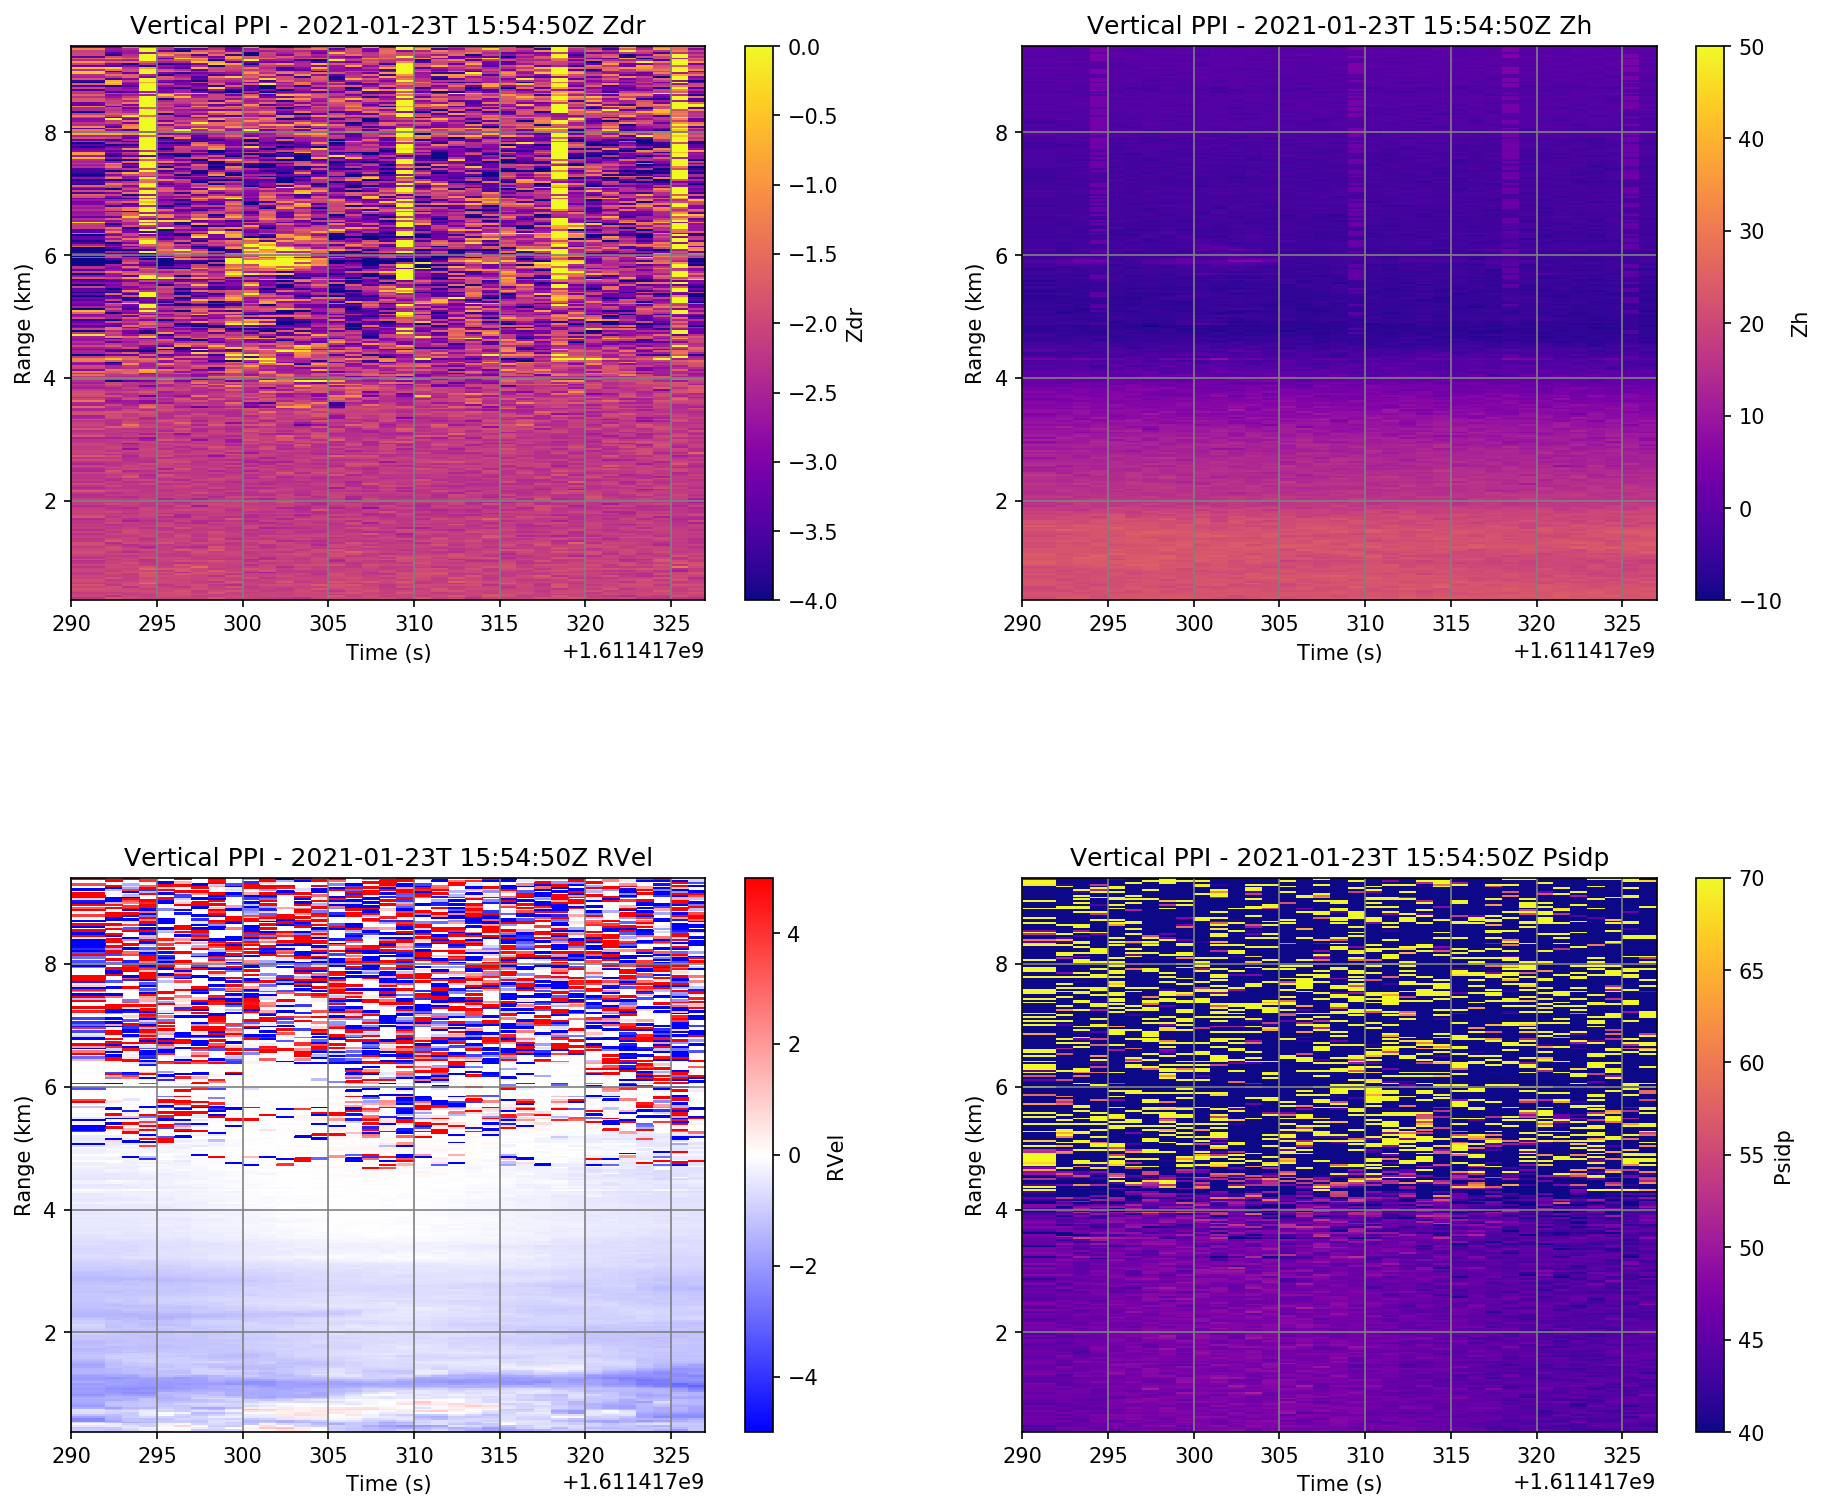 Vertical PPI - 2021-01-23T 15:54:50Z Zdr
Range (km)
8
6
4
2
290 295 300 305 310 315 320 325
Time (s)
+1.611417e9
0.0
−0.5
−1.0
−1.5
−2.0
−2.5
−3.0
−3.5
−4.0
Zdr
Vertical PPI - 2021-01-23T 15:54:50Z Zh
Range (km)
8
6
4
2
290 295 300 305 310 315 320 325
Time (s)
+1.611417e9
50
40
30
20
10
0
−10
Zh
Vertical PPI - 2021-01-23T 15:54:50Z RVel
Range (km)
8
6
4
2
290 295 300 305 310 315 320 325
Time (s)
+1.611417e9
4
2
0
−2
−4
RVel
Vertical PPI - 2021-01-23T 15:54:50Z Psidp
Range (km)
8
6
4
2
290 295 300 305 310 315 320 325
Time (s)
+1.611417e9
70
65
60
55
50
45
40
Psidp